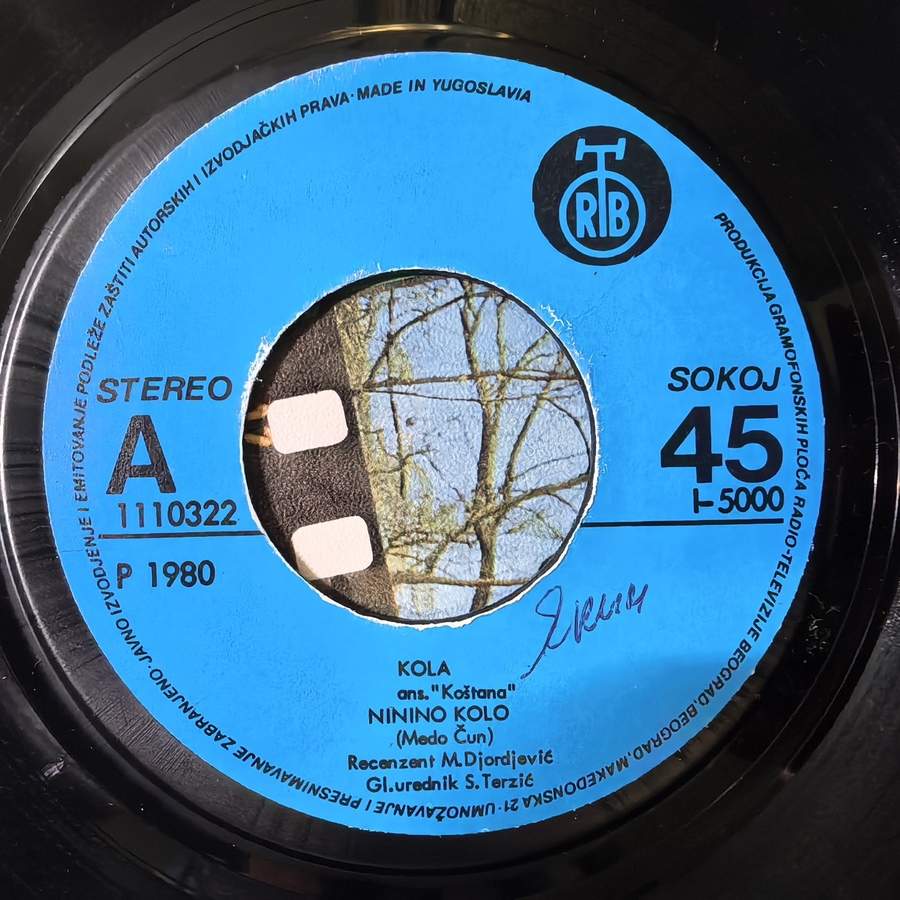 PRODUKCIJA GRAMOFONSKIH PLOČA RADIO-TELEVIZIJE BEOGRAD, BEOGRAD, MAKEDONSKA 21 · UMNOŽAVANJE I PRESNIMAVANJE ZABRANJENO · JAVNO IZVODJENJE I EMITOVANJE PODLEŽE ZAŠTITI AUTORSKIH I IZVODJAČKIH PRAVA · MADE IN YUGOSLAVIA
RTB
STEREO
A
1110322
P 1980
SOKOJ
45
I-5000
KOLA
ans. "Koštana"
NININO KOLO
(Medo Čun)
Recenzent M.Djordjević
Gl.urednik S.Terzić